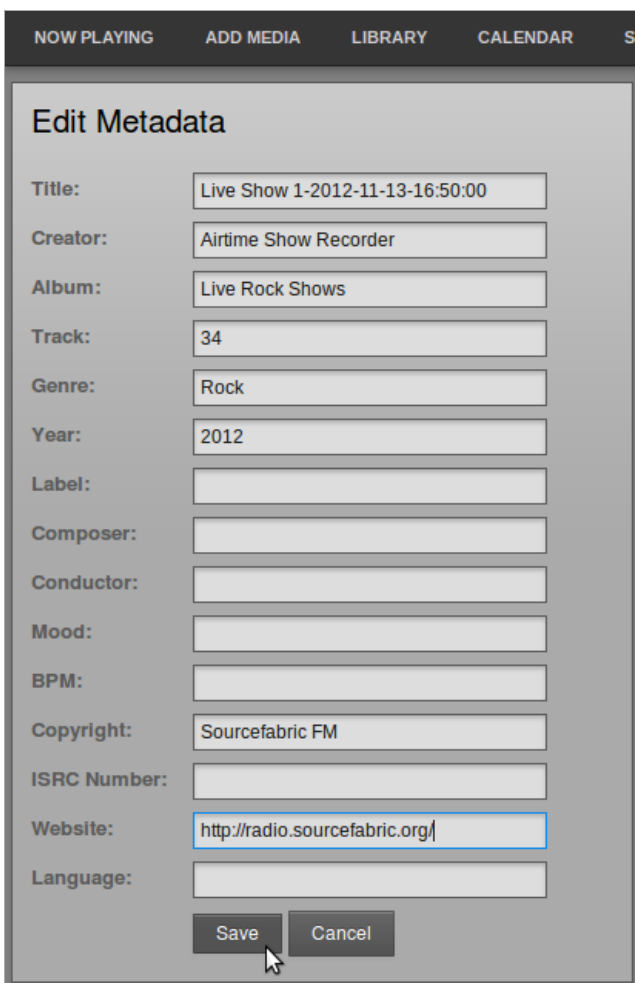 NOW PLAYING ADD MEDIA LIBRARY CALENDAR S
Edit Metadata
Title: Live Show 1-2012-11-13-16:50:00
Creator: Airtime Show Recorder
Album: Live Rock Shows
Track: 34
Genre: Rock
Year: 2012
Label:
Composer:
Conductor:
Mood:
BPM:
Copyright: Sourcefabric FM
ISRC Number:
Website: http://radio.sourcefabric.org/
Language:
Save Cancel